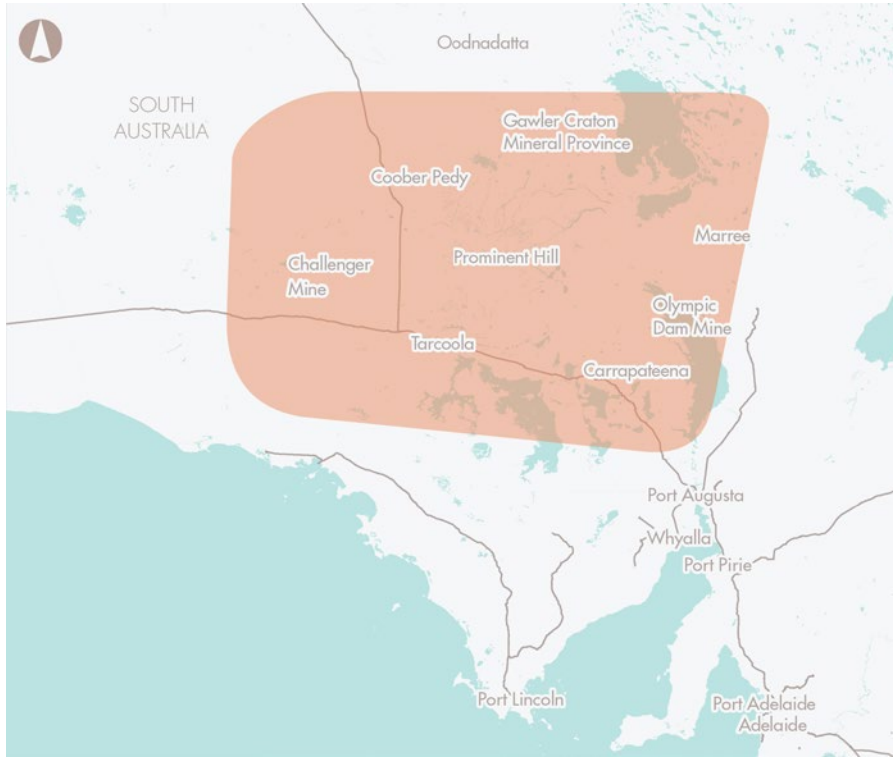 Oodnadatta
SOUTH
AUSTRALIA
Gawler Craton
Mineral Province
Coober Pedy
Marree
Challenger
Mine
Prominent Hill
Olympic
Dam Mine
Tarcoola
Carrapateena
Port Augusta
Whyalla
Port Pirie
Port Lincoln
Port Adelaide
Adelaide